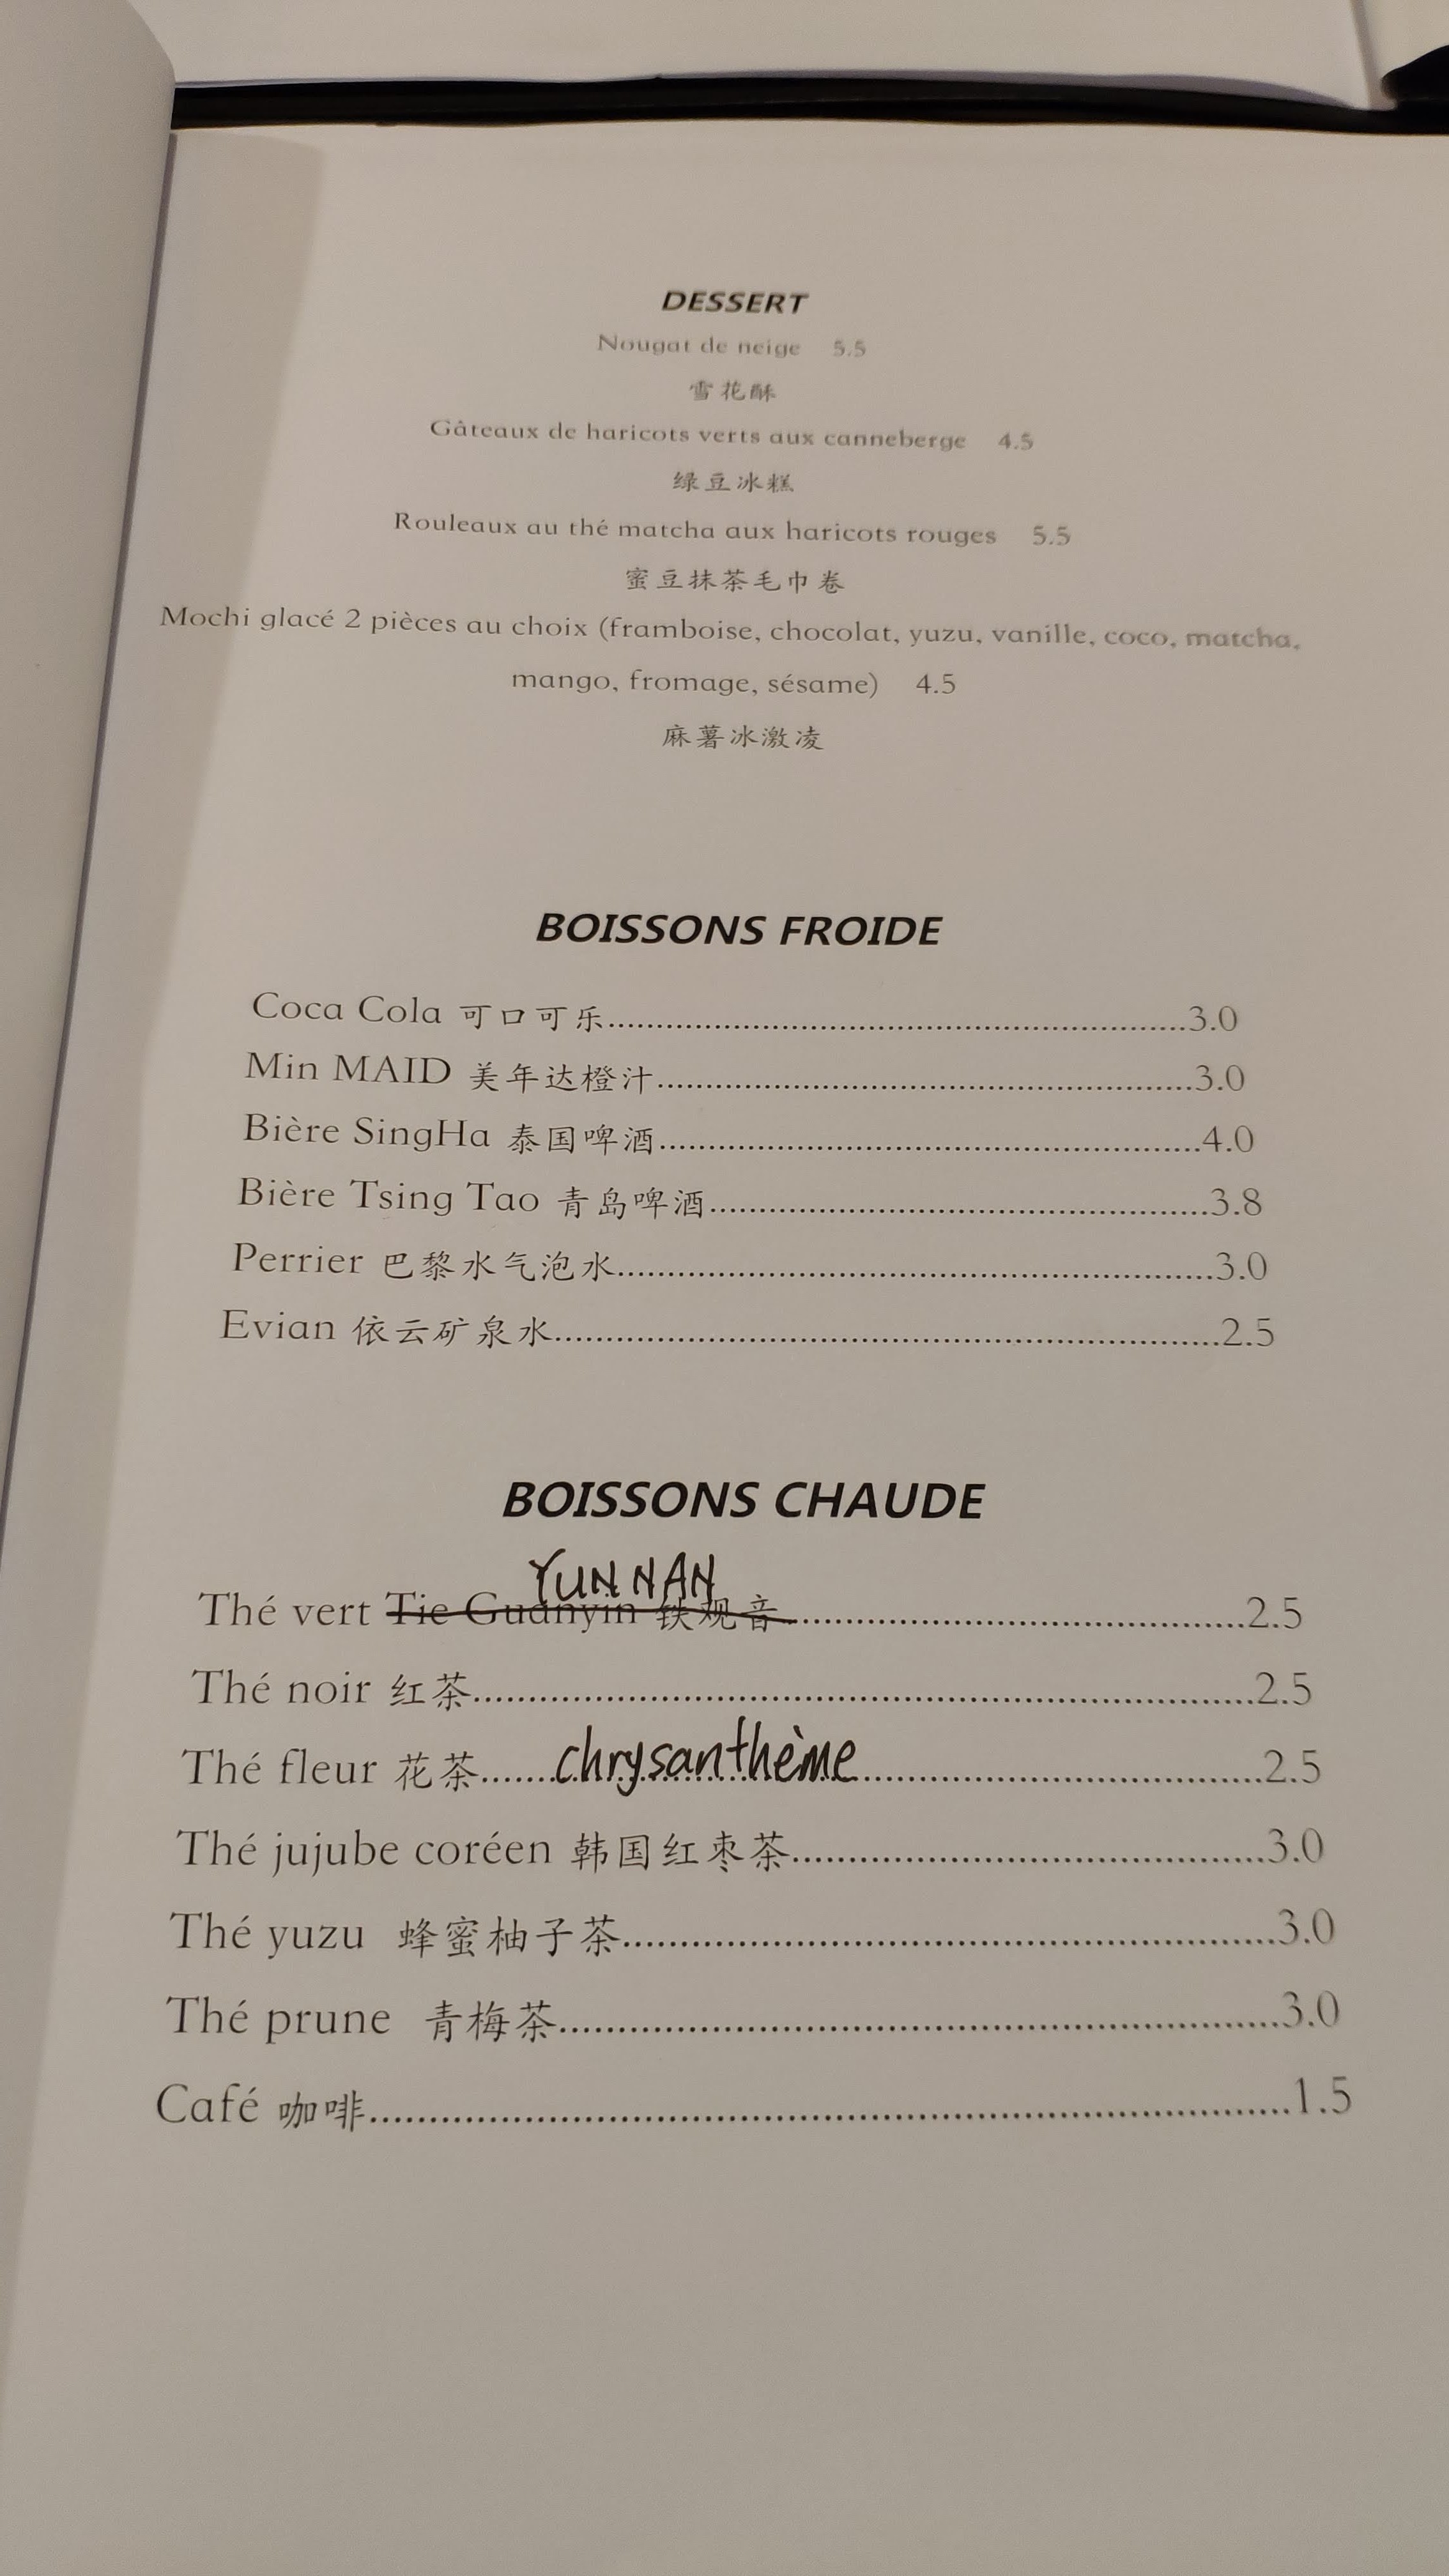 DESSERT
Nougat de neige 5.5
雪花酥
Gâteaux de haricots verts aux canneberge 4.5
绿豆冰糕
Rouleaux au thé matcha aux haricots rouges 5.5
蜜豆抹茶毛巾卷
Mochi glacé 2 pièces au choix (framboise, chocolat, yuzu, vanille, coco, matcha,
mango, fromage, sésame) 4.5
麻薯冰激凌
BOISSONS FROIDE
Coca Cola 可口可乐 3.0
Min MAID 美年达橙汁 3.0
Bière SingHa 泰国啤酒 4.0
Bière Tsing Tao 青岛啤酒 3.8
Perrier 巴黎水气泡水 3.0
Evian 依云矿泉水 2.5
BOISSONS CHAUDE
YUNNAN
Thé vert Tie Guanyin 铁观音 2.5
Thé noir 红茶 2.5
Thé fleur 花茶 chrysanthème 2.5
Thé jujube coréen 韩国红枣茶 3.0
Thé yuzu 蜂蜜柚子茶 3.0
Thé prune 青梅茶 3.0
Café 咖啡 1.5